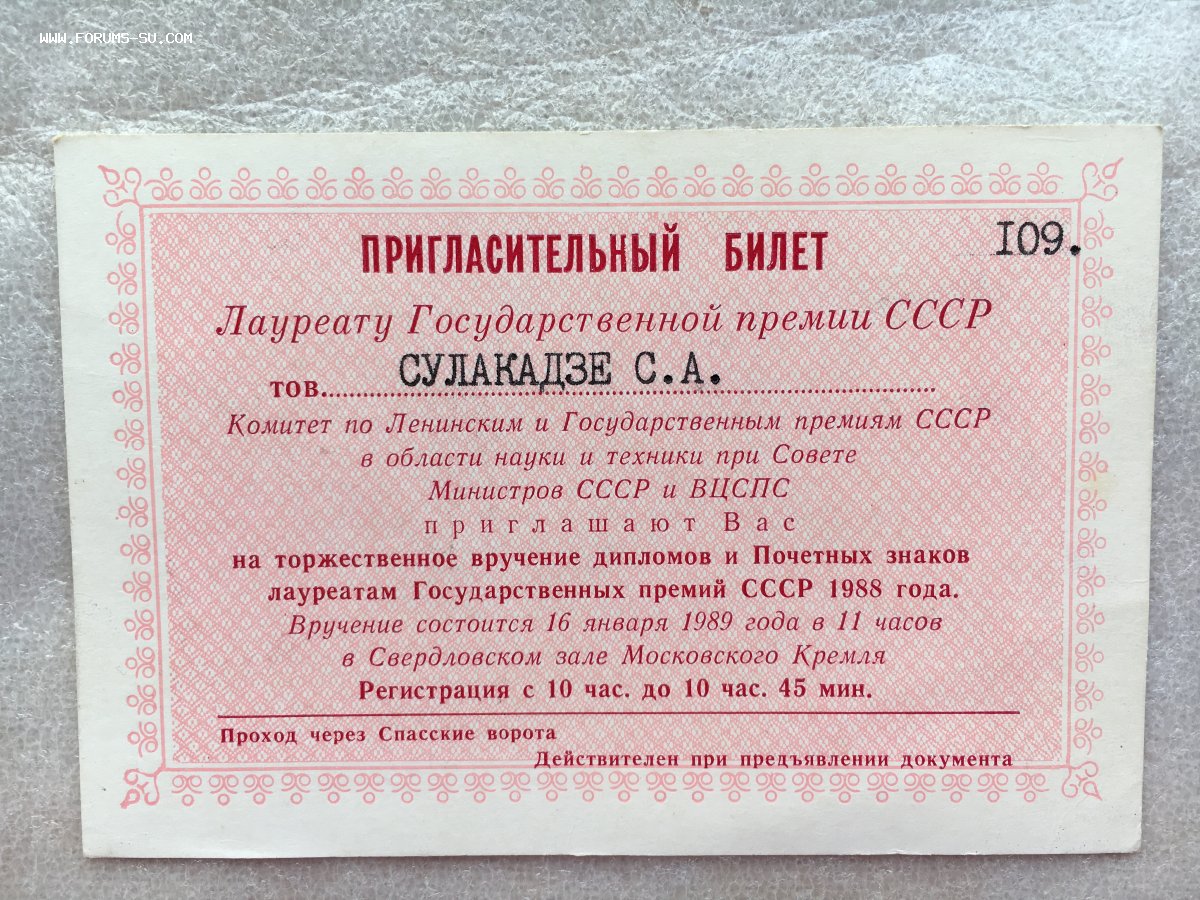 WWW.FORUMS-SU.COM
ПРИГЛАСИТЕЛЬНЫЙ БИЛЕТ I09.
Лауреату Государственной премии СССР
тов. СУЛАКАДЗЕ С.А.
Комитет по Ленинским и Государственным премиям СССР
в области науки и техники при Совете
Министров СССР и ВЦСПС
приглашают Вас
на торжественное вручение дипломов и Почетных знаков
лауреатам Государственных премий СССР 1988 года.
Вручение состоится 16 января 1989 года в 11 часов
в Свердловском зале Московского Кремля
Регистрация с 10 час. до 10 час. 45 мин.
Проход через Спасские ворота
Действителен при предъявлении документа